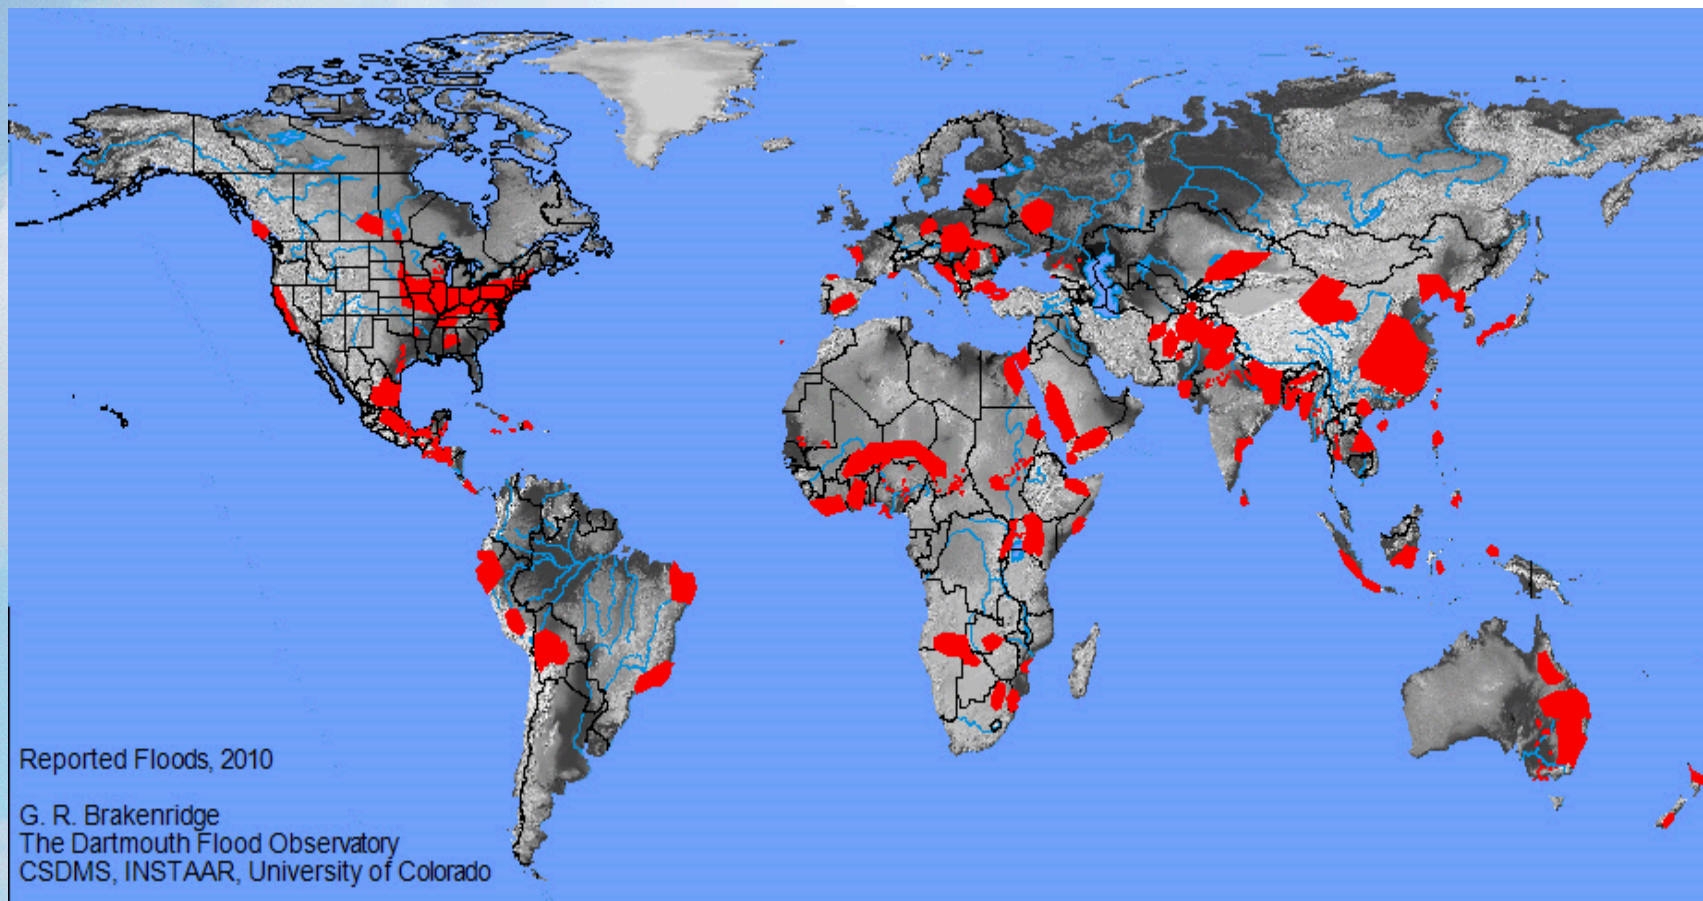 Reported Floods, 2010
G. R. Brakenridge
The Dartmouth Flood Observatory
CSDMS, INSTAAR, University of Colorado